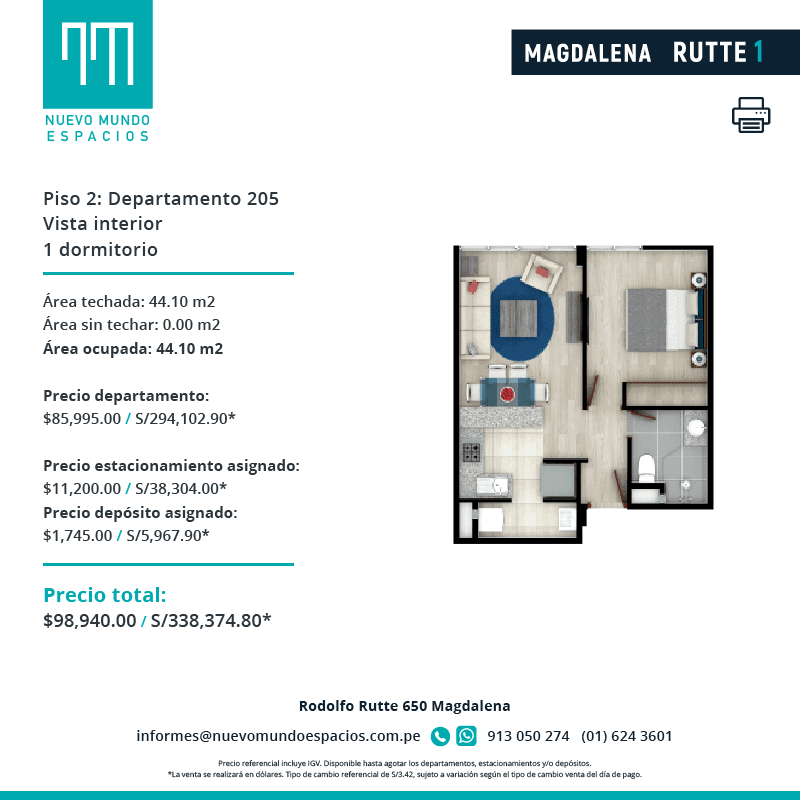 NUEVO MUNDO
ESPACIOS
MAGDALENA RUTTE 1
Piso 2: Departamento 205
Vista interior
1 dormitorio
Área techada: 44.10 m2
Área sin techar: 0.00 m2
Área ocupada: 44.10 m2
Precio departamento:
$85,995.00 / S/294,102.90*
Precio estacionamiento asignado:
$11,200.00 / S/38,304.00*
Precio depósito asignado:
$1,745.00 / S/5,967.90*
Precio total:
$98,940.00 / S/338,374.80*
Rodolfo Rutte 650 Magdalena
informes@nuevomundoespacios.com.pe 913 050 274 (01) 624 3601
Precio referencial incluye IGV. Disponible hasta agotar los departamentos, estacionamientos y/o depósitos.
*La venta se realizará en dólares. Tipo de cambio referencial de S/3.42, sujeto a variación según el tipo de cambio venta del día de pago.